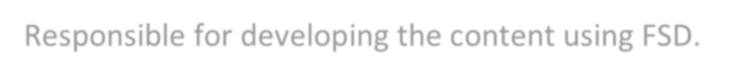 Responsible for developing the content using FSD.